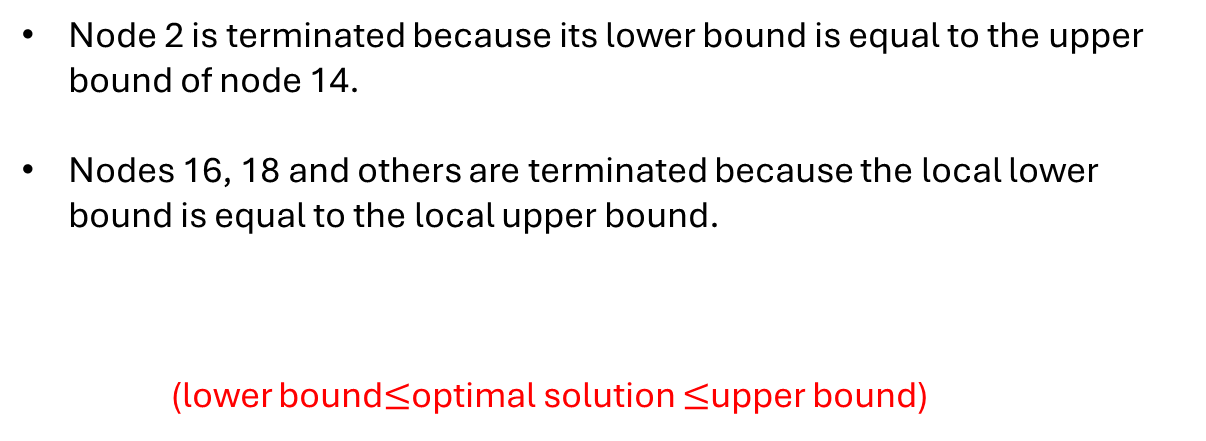 • Node 2 is terminated because its lower bound is equal to the upper
bound of node 14.
• Nodes 16, 18 and others are terminated because the local lower
bound is equal to the local upper bound.
(lower bound≤optimal solution ≤upper bound)